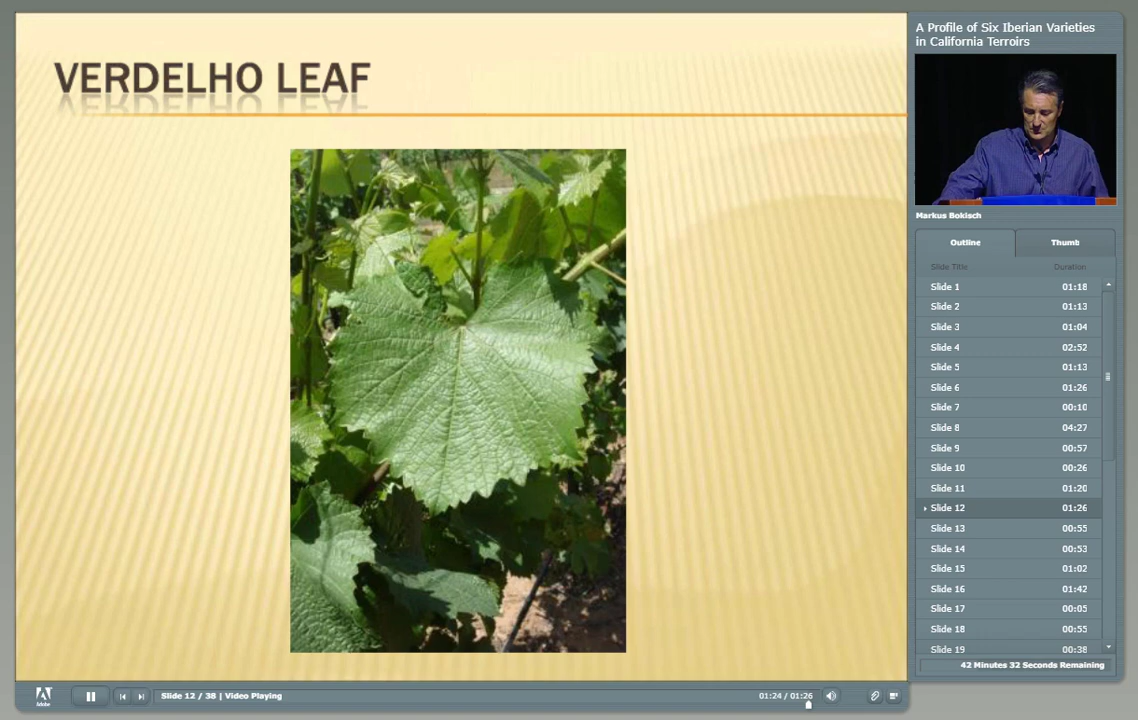 VERDELHO LEAF
A Profile of Six Iberian Varieties
in California Terroirs
Markus Bokisch
Outline Thumb
Slide Title Duration
Slide 1 01:18
Slide 2 01:13
Slide 3 01:04
Slide 4 02:52
Slide 5 01:13
Slide 6 01:26
Slide 7 00:10
Slide 8 04:27
Slide 9 00:57
Slide 10 00:26
Slide 11 01:20
Slide 12 01:26
Slide 13 00:55
Slide 14 00:53
Slide 15 01:02
Slide 16 01:42
Slide 17 00:05
Slide 18 00:55
Slide 19 00:38
42 Minutes 32 Seconds Remaining
Adobe
Slide 12 / 38 | Video Playing
01:24 / 01:26